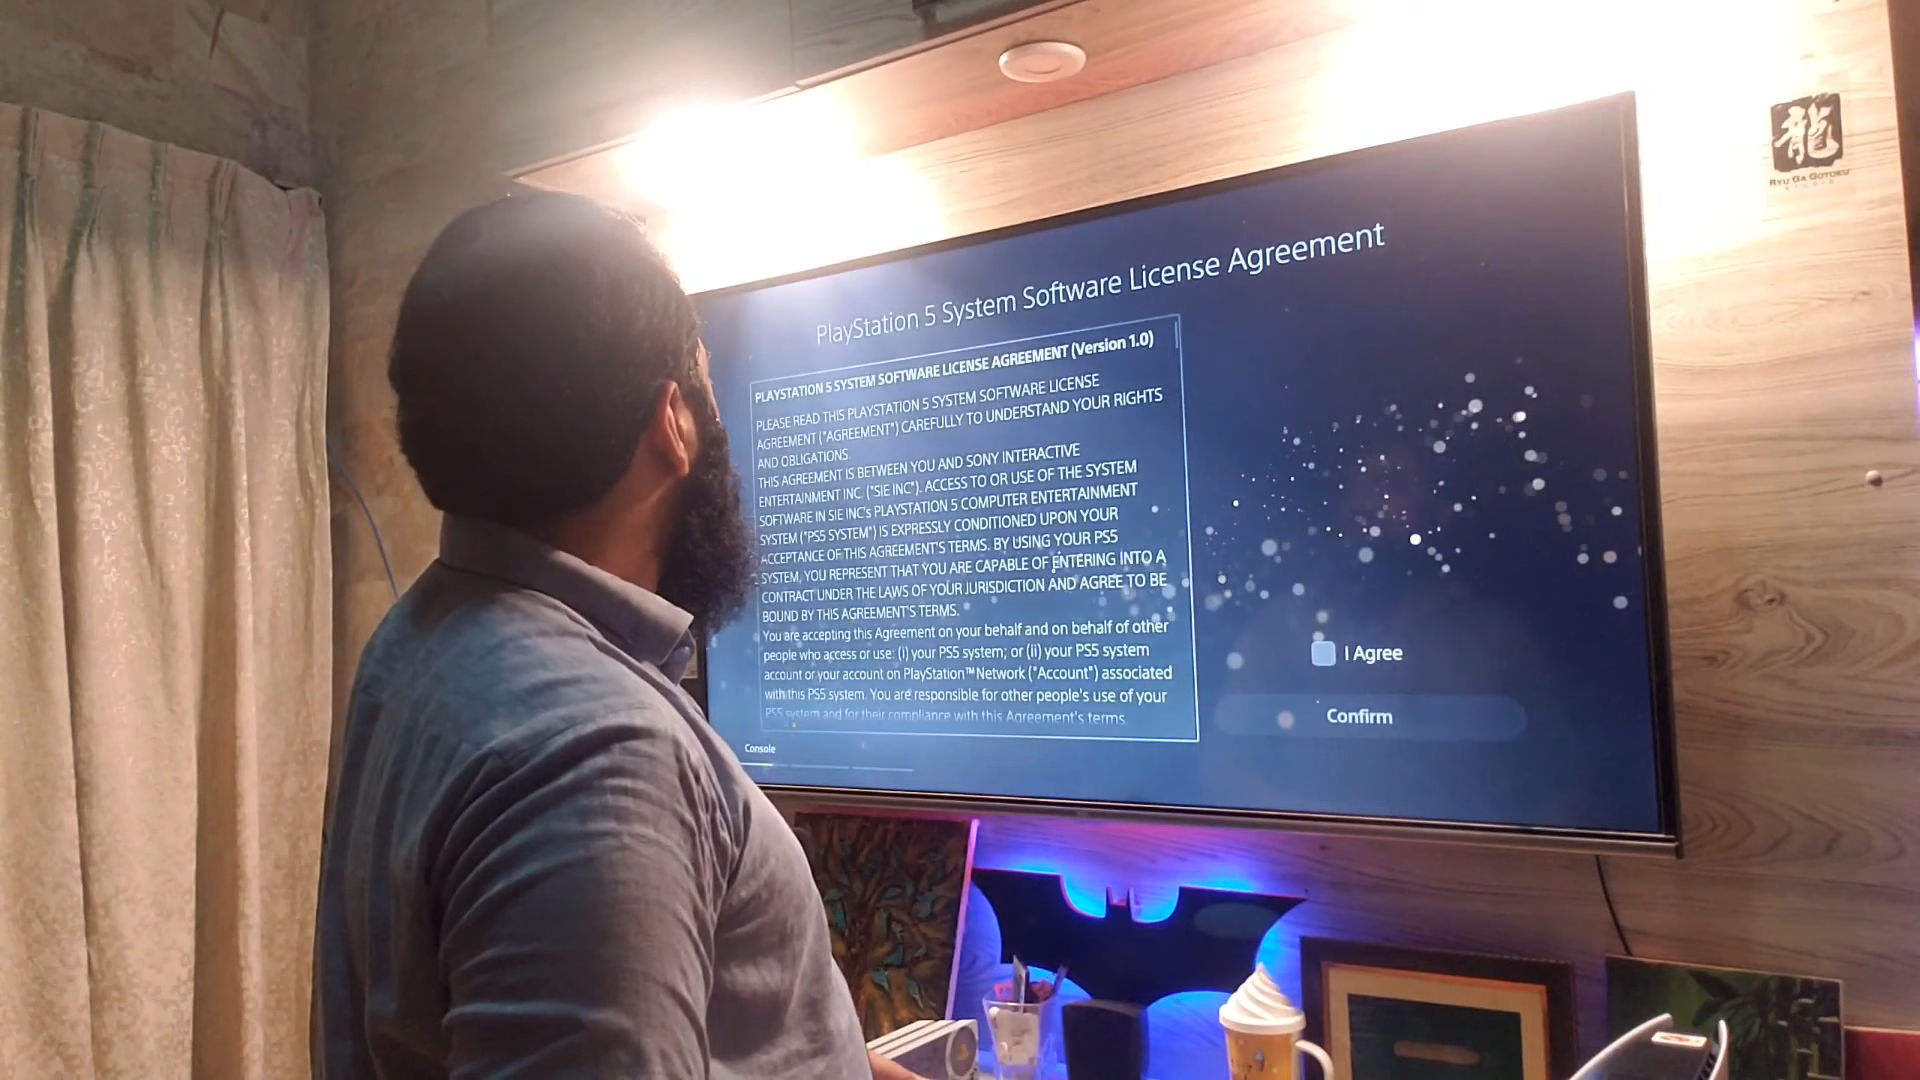 龍
RYU GA GOTOKU
STUDIO
PlayStation 5 System Software License Agreement
PLAYSTATION 5 SYSTEM SOFTWARE LICENSE AGREEMENT (Version 1.0)
PLEASE READ THIS PLAYSTATION 5 SYSTEM SOFTWARE LICENSE
AGREEMENT ("AGREEMENT") CAREFULLY TO UNDERSTAND YOUR RIGHTS
AND OBLIGATIONS.
THIS AGREEMENT IS BETWEEN YOU AND SONY INTERACTIVE
ENTERTAINMENT INC. ("SIE INC"). ACCESS TO OR USE OF THE SYSTEM
SOFTWARE IN SIE INC's PLAYSTATION 5 COMPUTER ENTERTAINMENT
SYSTEM ("PS5 SYSTEM") IS EXPRESSLY CONDITIONED UPON YOUR
ACCEPTANCE OF THIS AGREEMENT'S TERMS. BY USING YOUR PS5
SYSTEM, YOU REPRESENT THAT YOU ARE CAPABLE OF ENTERING INTO A
CONTRACT UNDER THE LAWS OF YOUR JURISDICTION AND AGREE TO BE
BOUND BY THIS AGREEMENT'S TERMS.
You are accepting this Agreement on your behalf and on behalf of other
people who access or use: (i) your PS5 system; or (ii) your PS5 system
account or your account on PlayStation™Network ("Account") associated
with this PS5 system. You are responsible for other people's use of your
PS5 system and for their compliance with this Agreement's terms
I Agree
Confirm
Console